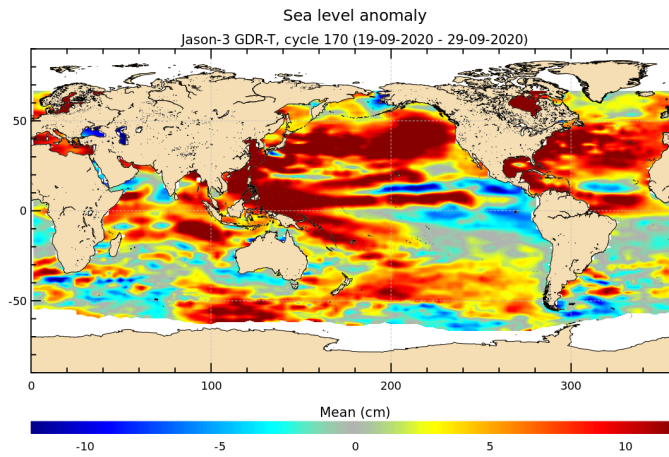 Sea level anomaly
Jason-3 GDR-T, cycle 170 (19-09-2020 - 29-09-2020)
50
0
-50
0 100 200 300
Mean (cm)
-10 -5 0 5 10